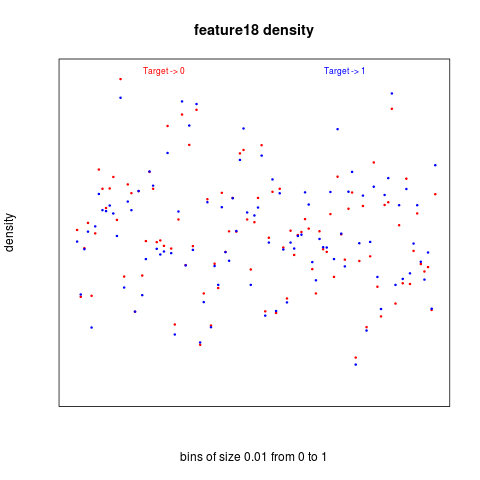 feature18 density
Target -> 0
Target -> 1
density
bins of size 0.01 from 0 to 1